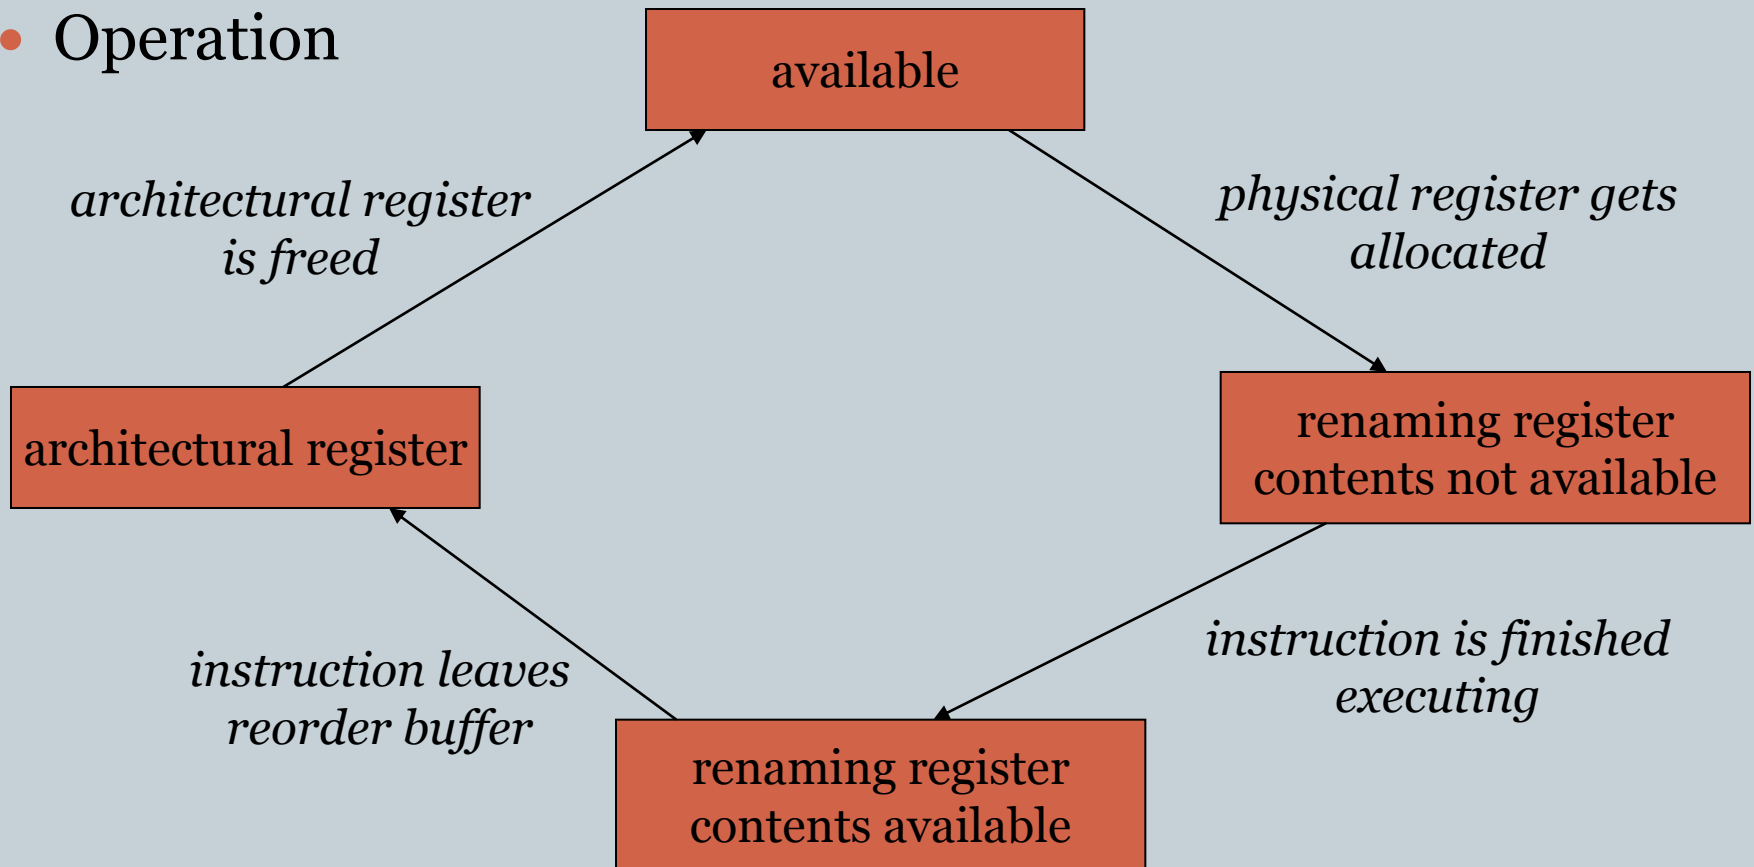 • Operation
available
architectural register
is freed
physical register gets
allocated
architectural register
renaming register
contents not available
instruction leaves
reorder buffer
instruction is finished
executing
renaming register
contents available